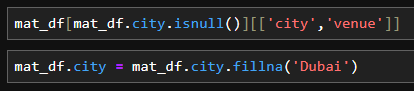 mat_df[mat_df.city.isnull()][['city','venue']]
mat_df.city = mat_df.city.fillna('Dubai')